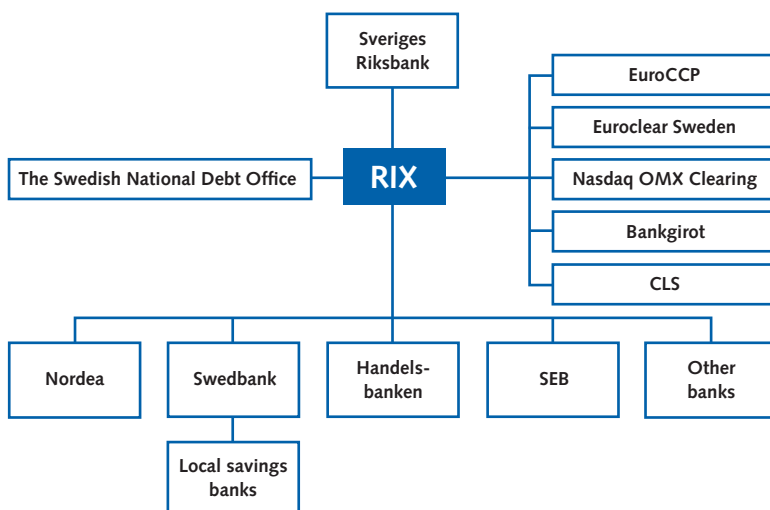 Sveriges
Riksbank
EuroCCP
Euroclear Sweden
The Swedish National Debt Office
RIX
Nasdaq OMX Clearing
Bankgirot
CLS
Nordea
Swedbank
Handels-
banken
SEB
Other
banks
Local savings
banks